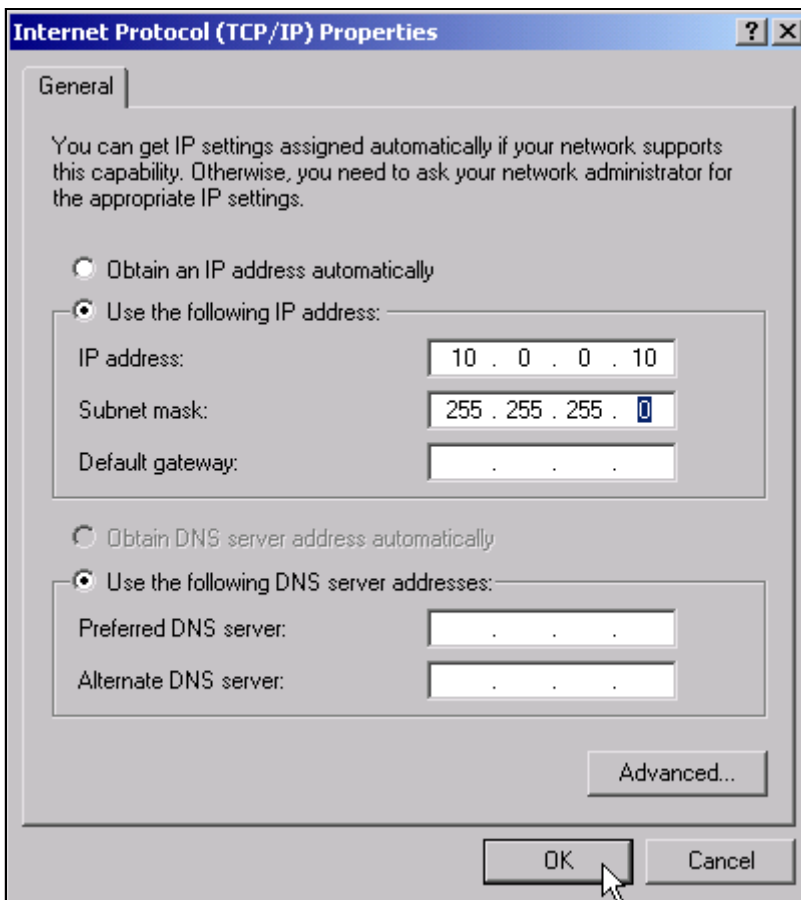 Internet Protocol (TCP/IP) Properties
General
You can get IP settings assigned automatically if your network supports
this capability. Otherwise, you need to ask your network administrator for
the appropriate IP settings.
Obtain an IP address automatically
Use the following IP address:
IP address: 10 . 0 . 0 . 10
Subnet mask: 255 . 255 . 255 . 0
Default gateway: . . .
Obtain DNS server address automatically
Use the following DNS server addresses:
Preferred DNS server: . . .
Alternate DNS server: . . .
Advanced...
OK Cancel